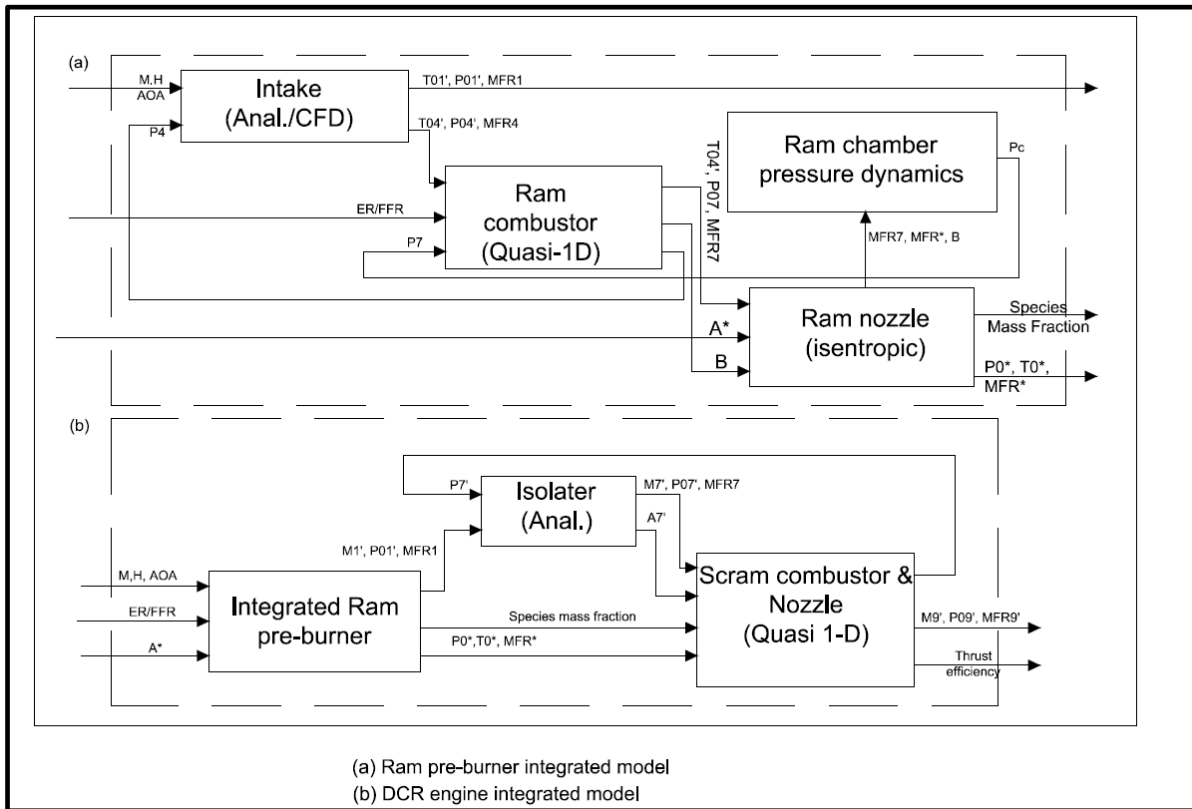 (a)
M.H
AOA
P4
Intake
(Anal./CFD)
T01', P01', MFR1
T04', P04', MFR4
ER/FFR
P7
Ram
combustor
(Quasi-1D)
T04', P07, MFR7
Ram chamber
pressure dynamics
Pc
MFR7, MFR*, B
A*
B
Ram nozzle
(isentropic)
Species
Mass Fraction
P0*, T0*,
MFR*
(b)
P7'
Isolater
(Anal.)
M7', P07', MFR7
A7'
M1', P01', MFR1
M,H, AOA
ER/FFR
A*
Integrated Ram
pre-burner
Species mass fraction
P0*,T0*, MFR*
Scram combustor &
Nozzle
(Quasi 1-D)
M9', P09', MFR9'
Thrust
efficiency
(a) Ram pre-burner integrated model
(b) DCR engine integrated model